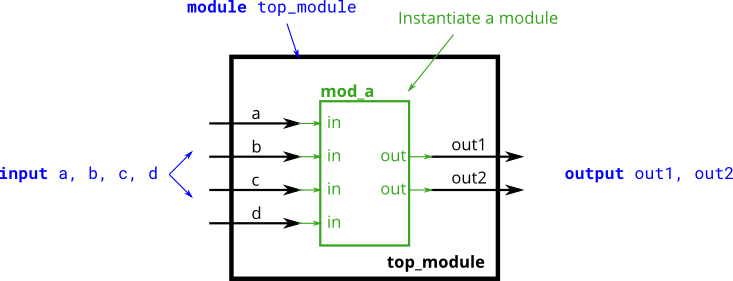 module top_module
Instantiate a module
mod_a
a
in
b
in
out
out1
input a, b, c, d
output out1, out2
c
in
out
out2
d
in
top_module